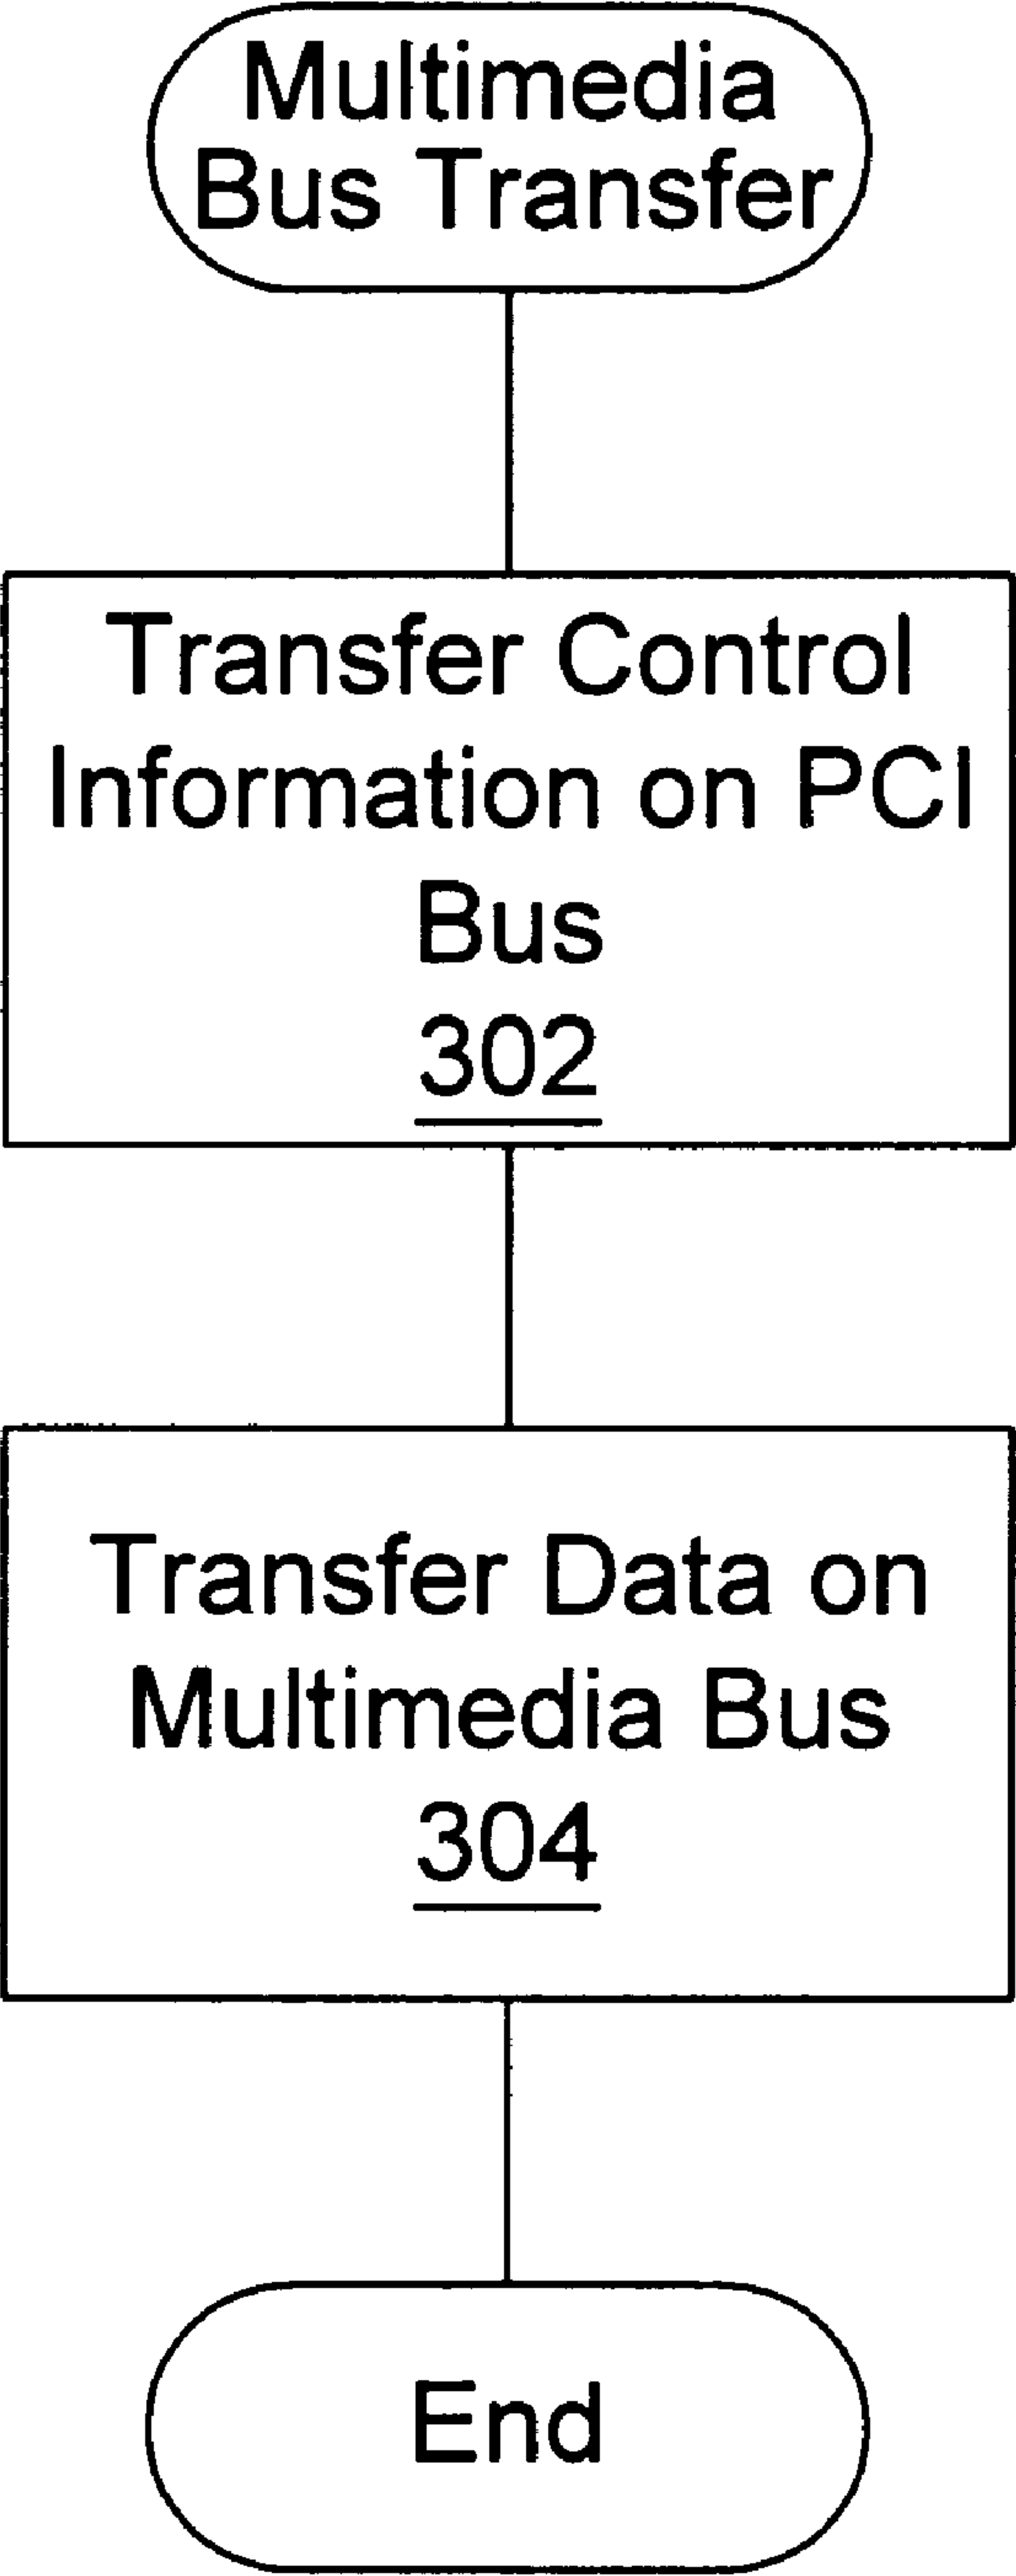 Multimedia
Bus Transfer
Transfer Control
Information on PCI
Bus
302
Transfer Data on
Multimedia Bus
304
End